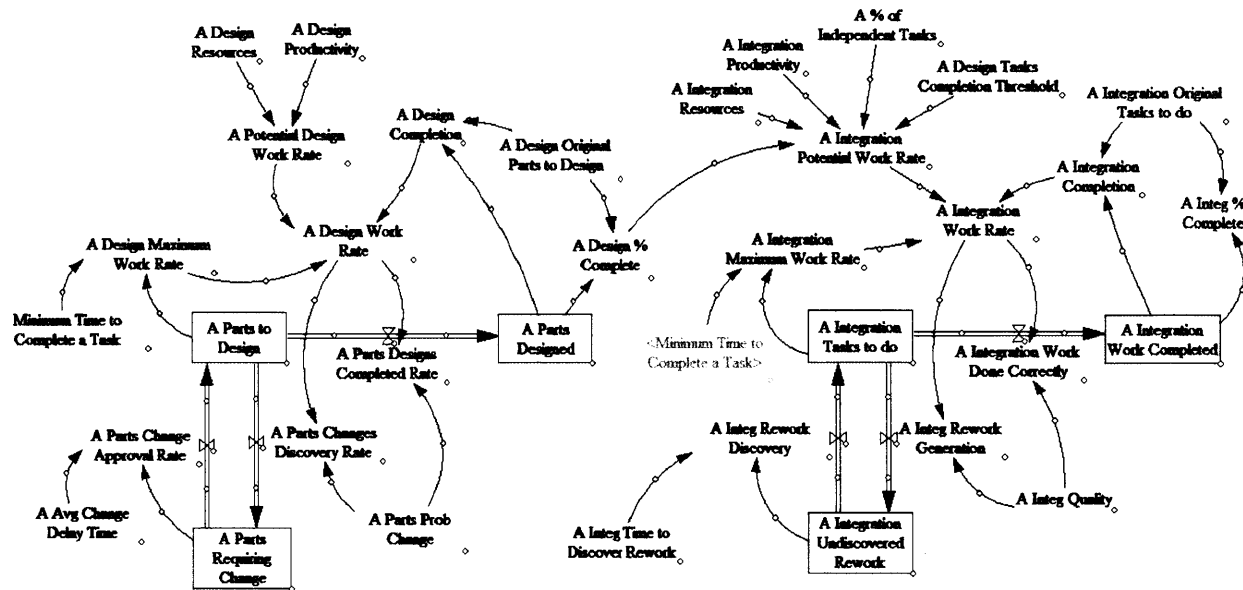 A Design
Resources
A Design
Productivity
A Potential Design
Work Rate
A Design
Completion
A Design Original
Parts to Design
A Design Maximum
Work Rate
A Design Work
Rate
A Design %
Complete
Minimum Time to
Complete a Task
A Parts to
Design
A Parts Designs
Completed Rate
A Parts
Designed
A Parts Change
Approval Rate
A Parts Changes
Discovery Rate
A Avg Change
Delay Time
A Parts
Requiring
Change
A Parts Prob
Change
A % of
Independent Tasks
A Integration
Productivity
A Integration
Resources
A Design Tasks
Completion Threshold
A Integration Original
Tasks to do
A Integration
Potential Work Rate
A Integration
Completion
A Integ %
Complete
A Integration
Work Rate
A Integration
Maximum Work Rate
<Minimum Time to
Complete a Task>
A Integration
Tasks to do
A Integration Work
Done Correctly
A Integration
Work Completed
A Integ Rework
Discovery
A Integ Rework
Generation
A Integ Time to
Discover Rework
A Integration
Undiscovered
Rework
A Integ Quality